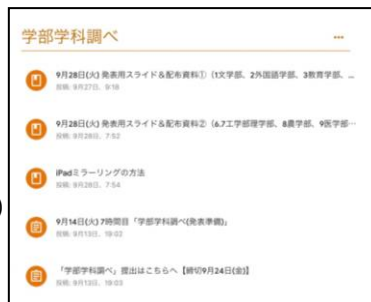 学部学科調べ
9月28日(火) 発表用スライド&配布資料① (1文学部、2外国語学部、3教育学部、...
投稿: 9月27日、9:18
9月28日(火) 発表用スライド&配布資料② (6.7工学部理学部、8農学部、9医学部…
投稿: 9月28日、7:52
iPadミラーリングの方法
投稿: 9月28日、7:54
9月14日(火) 7時間目「学部学科調べ(発表準備)」
投稿: 9月13日、19:02
「学部学科調べ」提出はこちらへ【締切9月24日(金)】
投稿: 9月13日、19:03